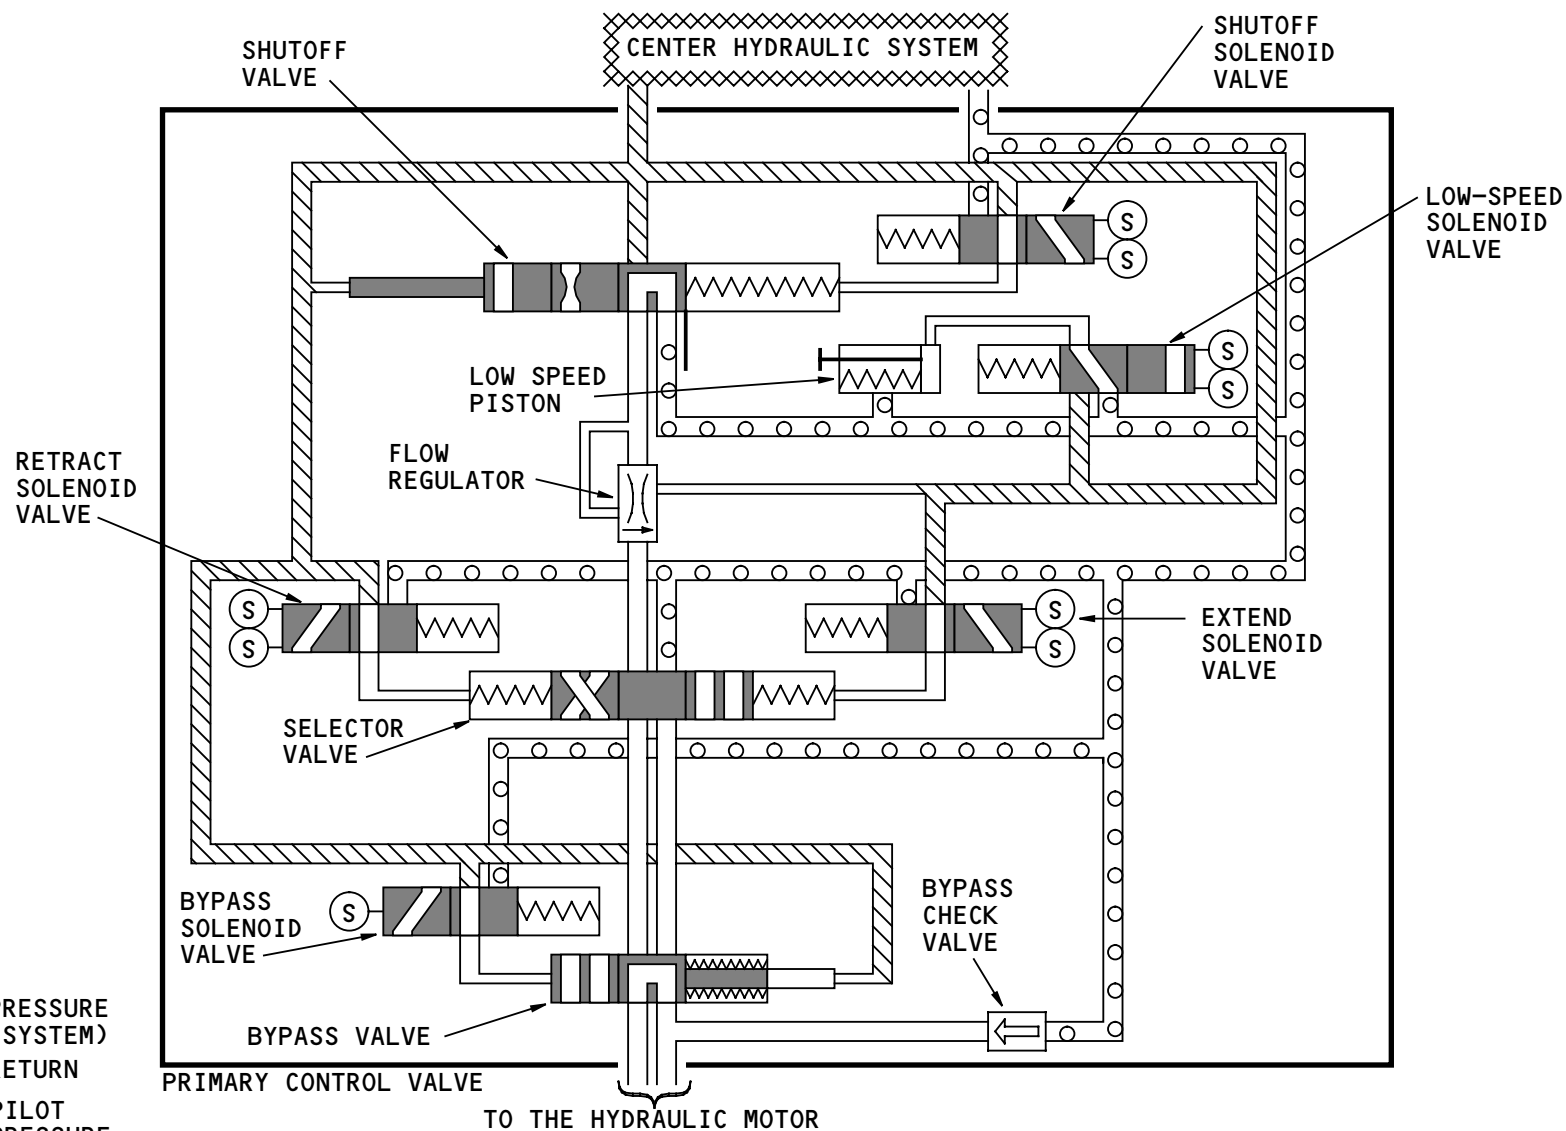 CENTER HYDRAULIC SYSTEM
SHUTOFF
VALVE
SHUTOFF
SOLENOID
VALVE
LOW-SPEED
SOLENOID
VALVE
S
S
S
S
LOW SPEED
PISTON
FLOW
REGULATOR
RETRACT
SOLENOID
VALVE
S
S
S
S
EXTEND
SOLENOID
VALVE
SELECTOR
VALVE
BYPASS
SOLENOID
VALVE
S
BYPASS
CHECK
VALVE
BYPASS VALVE
PRESSURE
SYSTEM)
ETURN
PILOT
PRIMARY CONTROL VALVE
TO THE HYDRAULIC MOTOR